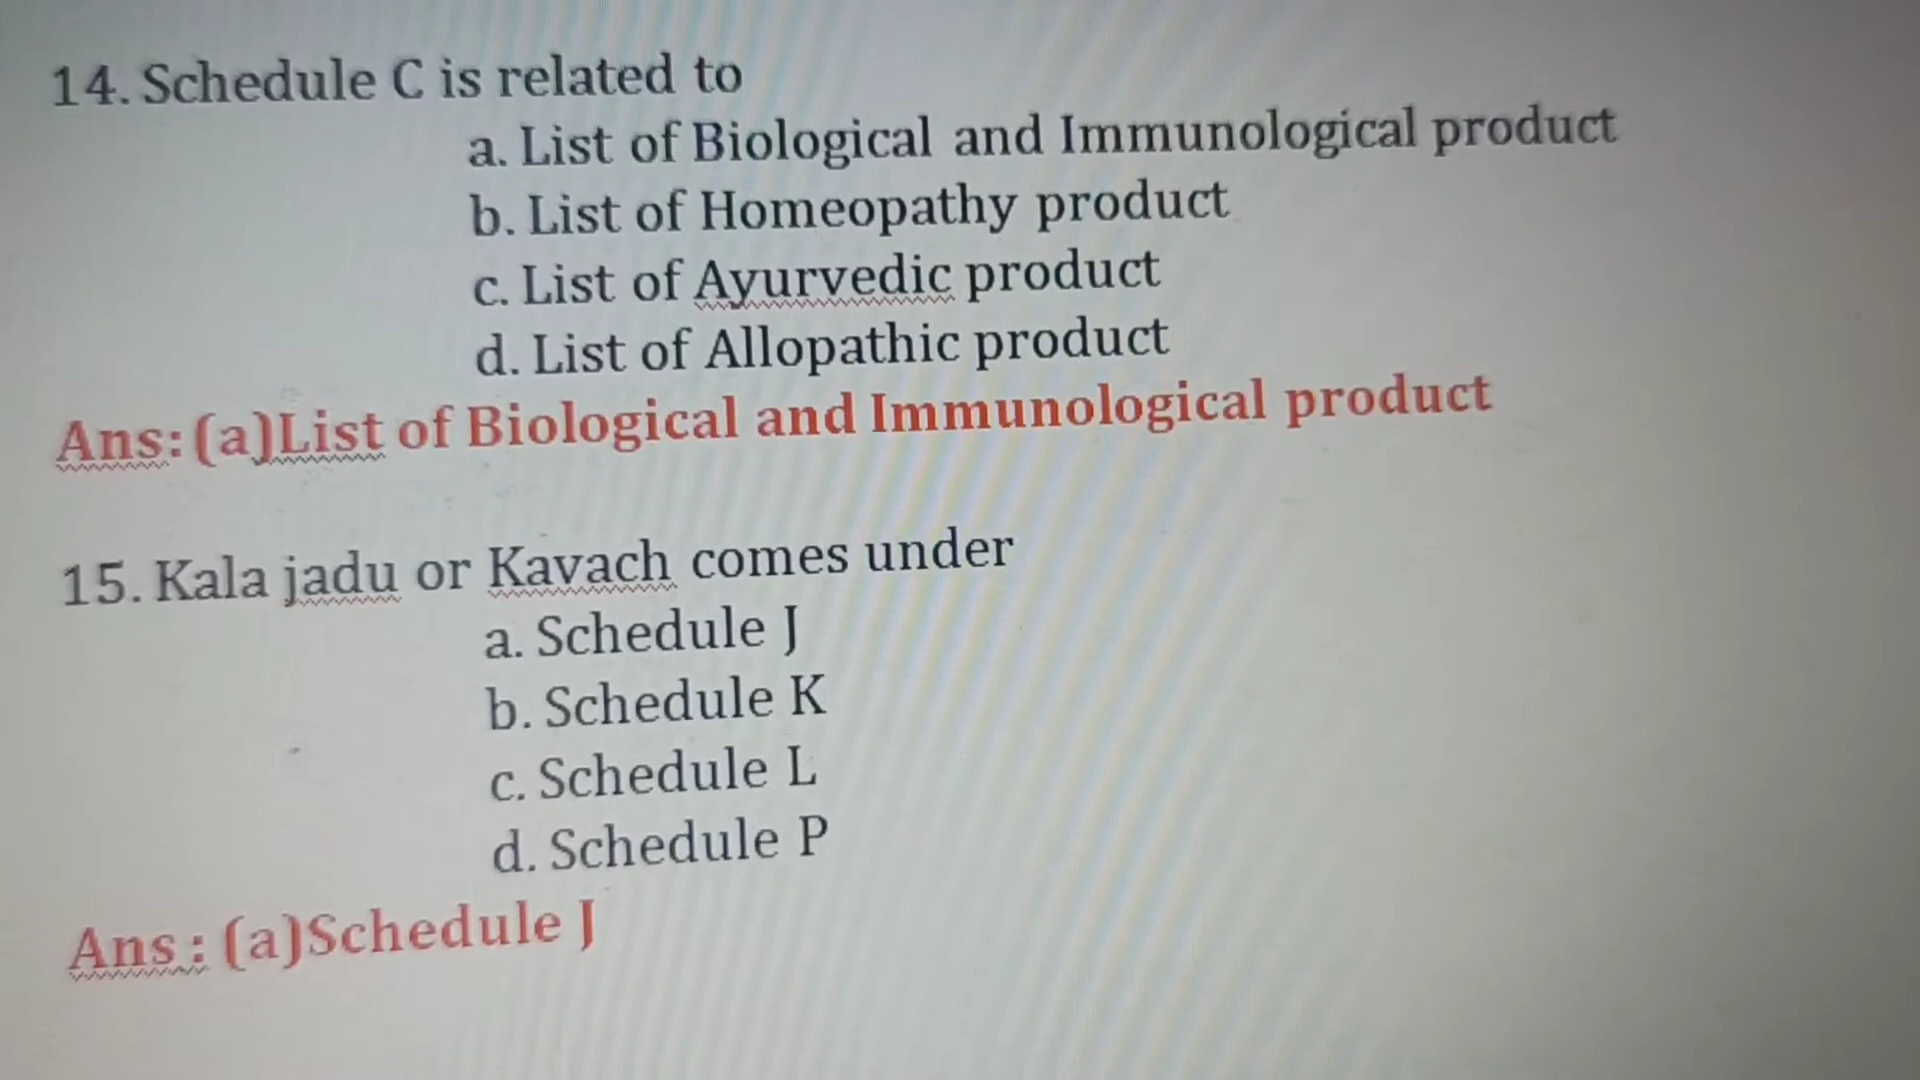 14. Schedule C is related to
a. List of Biological and Immunological product
b. List of Homeopathy product
c. List of Ayurvedic product
d. List of Allopathic product
Ans: (a)List of Biological and Immunological product
15. Kala jadu or Kavach comes under
a. Schedule J
b. Schedule K
c. Schedule L
d. Schedule P
Ans : (a)Schedule J